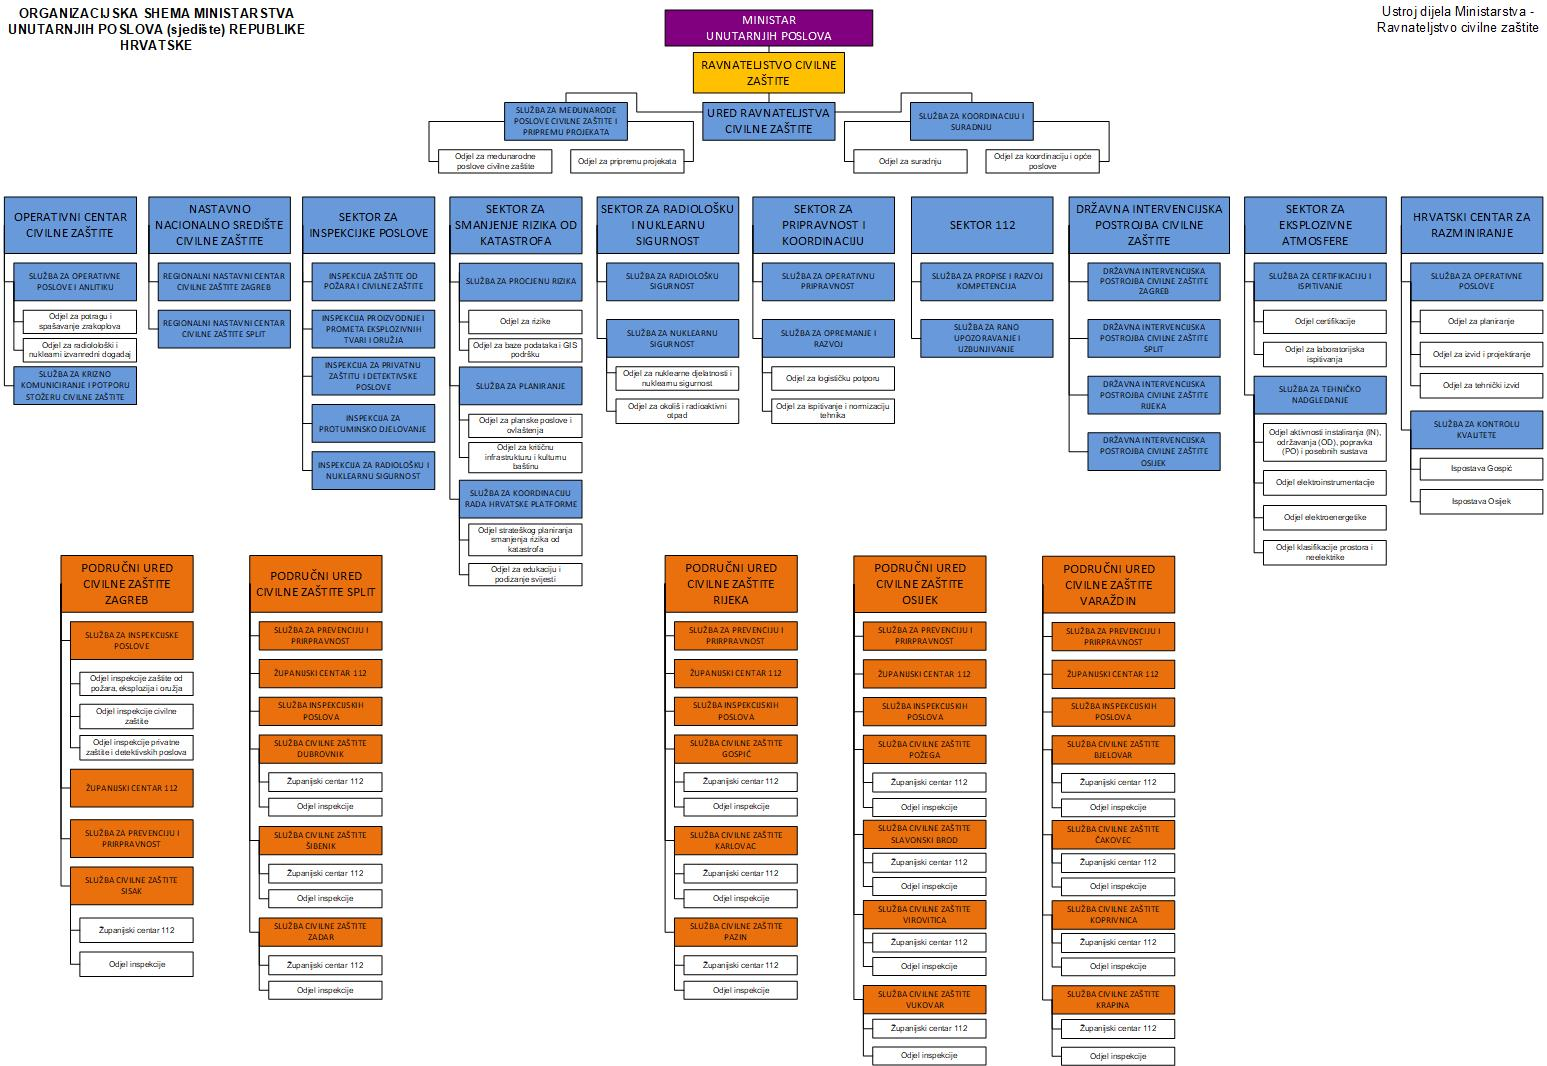 ORGANIZACIJSKA SHEMA MINISTARSTVA
UNUTARNJIH POSLOVA (sjedište) REPUBLIKE
HRVATSKE
Ustroj dijela Ministarstva -
Ravnateljstvo civilne zaštite
MINISTAR
UNUTARNJIH POSLOVA
RAVNATELJSTVO CIVILNE
ZAŠTITE
SLUŽBA ZA MEĐUNARODE
POSLOVE CIVILNE ZAŠTITE I
PRIPREMU PROJEKATA
URED RAVNATELJSTVA
CIVILNE ZAŠTITE
SLUŽBA ZA KOORDINACIJU I
SURADNJU
Odjel za međunarodne
poslove civilne zaštite
Odjel za pripremu projekata
Odjel za suradnju
Odjel za koordinaciju i opće
poslove
OPERATIVNI CENTAR
CIVILNE ZAŠTITE
SLUŽBA ZA OPERATIVNE
POSLOVE I ANLITIKU
Odjel za potragu i
spašavanje zrakoplova
Odjel za radiološki i
nuklearni izvanredni događaj
SLUŽBA ZA KRIZNO
KOMUNICIRANJE I POTPORU
STOŽERU CIVILNE ZAŠTITE
NASTAVNO
NACIONALNO SREDIŠTE
CIVILNE ZAŠTITE
REGIONALNI NASTAVNI CENTAR
CIVILNE ZAŠTITE ZAGREB
REGIONALNI NASTAVNI CENTAR
CIVILNE ZAŠTITE SPLIT
SEKTOR ZA
INSPEKCIJKE POSLOVE
INSPEKCIJA ZAŠTITE OD
POŽARA I CIVILNE ZAŠTITE
INSPEKCIJA PROIZVODNJE I
PROMETA EKSPLOZIVNIH
TVARI I ORUŽJA
INSPEKCIJA ZA PRIVATNU
ZAŠTITU I DETEKTIVSKE
POSLOVE
INSPEKCIJA ZA
PROTUMINSKO DJELOVANJE
INSPEKCIJA ZA RADIOLOŠKU I
NUKLEARNU SIGURNOST
SEKTOR ZA
SMANJENJE RIZIKA OD
KATASTROFA
SLUŽBA ZA PROCJENU RIZIKA
Odjel za rizike
Odjel za baze podataka i GIS
podršku
SLUŽBA ZA PLANIRANJE
Odjel za planske poslove i
ovlaštenja
Odjel za kritičnu
infrastrukturu i kulturnu
baštinu
SLUŽBA ZA KOORDINACIJU
RADA HRVATSKE PLATFORME
Odjel strateškog planiranja
smanjenja rizika od
katastrofa
Odjel za edukaciju i
podizanje svijesti
SEKTOR ZA RADIOLOŠKU
I NUKLEARNU
SIGURNOST
SLUŽBA ZA RADIOLOŠKU
SIGURNOST
SLUŽBA ZA NUKLEARNU
SIGURNOST
Odjel za nuklearne djelatnosti i
nuklearnu sigurnost
Odjel za okoliš i radioaktivni
otpad
SEKTOR ZA
PRIPRAVNOST I
KOORDINACIJU
SLUŽBA ZA OPERATIVNU
PRIPRAVNOST
SLUŽBA ZA OPREMANJE I
RAZVOJ
Odjel za logističku potporu
Odjel za ispitivanje i normizaciju
tehnika
SEKTOR 112
SLUŽBA ZA PROPISE I RAZVOJ
KOMPETENCIJA
SLUŽBA ZA RANO
UPOZORAVANJE I
UZBUNJIVANJE
DRŽAVNA INTERVENCIJSKA
POSTROJBA CIVILNE
ZAŠTITE
DRŽAVNA INTERVENCIJSKA
POSTROJBA CIVILNE ZAŠTITE
ZAGREB
DRŽAVNA INTERVENCIJSKA
POSTROJBA CIVILNE ZAŠTITE
SPLIT
DRŽAVNA INTERVENCIJSKA
POSTROJBA CIVILNE ZAŠTITE
RIJEKA
DRŽAVNA INTERVENCIJSKA
POSTROJBA CIVILNE ZAŠTITE
OSIJEK
SEKTOR ZA
EKSPLOZIVNE
ATMOSFERE
SLUŽBA ZA CERTIFIKACIJU I
ISPITIVANJE
Odjel certifikacije
Odjel za laboratorijska
ispitivanja
SLUŽBA ZA TEHNIČKO
NADGLEDANJE
Odjel aktivnosti instaliranja (IN),
održavanja (OD), popravka
(PO) i posebnih sustava
Odjel elektroinstrumentacije
Odjel elektroenergetike
Odjel klasifikacije prostora i
neelektrike
HRVATSKI CENTAR ZA
RAZMINIRANJE
SLUŽBA ZA OPERATIVNE
POSLOVE
Odjel za planiranje
Odjel za izvid i projektiranje
Odjel za tehnički izvid
SLUŽBA ZA KONTROLU
KVALITETE
Ispostava Gospić
Ispostava Osijek
PODRUČNI URED
CIVILNE ZAŠTITE
ZAGREB
SLUŽBA ZA INSPEKCIJSKE
POSLOVE
Odjel inspekcije zaštite od
požara, eksplozija i oružja
Odjel inspekcije civilne
zaštite
Odjel inspekcije privatne
zaštite i detektivskih poslova
ŽUPANIJSKI CENTAR 112
SLUŽBA ZA PREVENCIJU I
PRIRPRAVNOST
SLUŽBA CIVILNE ZAŠTITE
SISAK
Županijski centar 112
Odjel inspekcije
PODRUČNI URED
CIVILNE ZAŠTITE SPLIT
SLUŽBA ZA PREVENCIJU I
PRIRPRAVNOST
ŽUPANIJSKI CENTAR 112
SLUŽBA INSPEKCIJSKIH
POSLOVA
SLUŽBA CIVILNE ZAŠTITE
DUBROVNIK
Županijski centar 112
Odjel inspekcije
SLUŽBA CIVILNE ZAŠTITE
ŠIBENIK
Županijski centar 112
Odjel inspekcije
SLUŽBA CIVILNE ZAŠTITE
ZADAR
Županijski centar 112
Odjel inspekcije
PODRUČNI URED
CIVILNE ZAŠTITE
RIJEKA
SLUŽBA ZA PREVENCIJU I
PRIRPRAVNOST
ŽUPANIJSKI CENTAR 112
SLUŽBA INSPEKCIJSKIH
POSLOVA
SLUŽBA CIVILNE ZAŠTITE
GOSPIĆ
Županijski centar 112
Odjel inspekcije
SLUŽBA CIVILNE ZAŠTITE
KARLOVAC
Županijski centar 112
Odjel inspekcije
SLUŽBA CIVILNE ZAŠTITE
PAZIN
Županijski centar 112
Odjel inspekcije
PODRUČNI URED
CIVILNE ZAŠTITE
OSIJEK
SLUŽBA ZA PREVENCIJU I
PRIRPRAVNOST
ŽUPANIJSKI CENTAR 112
SLUŽBA INSPEKCIJSKIH
POSLOVA
SLUŽBA CIVILNE ZAŠTITE
POŽEGA
Županijski centar 112
Odjel inspekcije
SLUŽBA CIVILNE ZAŠTITE
SLAVONSKI BROD
Županijski centar 112
Odjel inspekcije
SLUŽBA CIVILNE ZAŠTITE
VIROVITICA
Županijski centar 112
Odjel inspekcije
SLUŽBA CIVILNE ZAŠTITE
VUKOVAR
Županijski centar 112
Odjel inspekcije
PODRUČNI URED
CIVILNE ZAŠTITE
VARAŽDIN
SLUŽBA ZA PREVENCIJU I
PRIRPRAVNOST
ŽUPANIJSKI CENTAR 112
SLUŽBA INSPEKCIJSKIH
POSLOVA
SLUŽBA CIVILNE ZAŠTITE
BJELOVAR
Županijski centar 112
Odjel inspekcije
SLUŽBA CIVILNE ZAŠTITE
ČAKOVEC
Županijski centar 112
Odjel inspekcije
SLUŽBA CIVILNE ZAŠTITE
KOPRIVNICA
Županijski centar 112
Odjel inspekcije
SLUŽBA CIVILNE ZAŠTITE
KRAPINA
Županijski centar 112
Odjel inspekcije